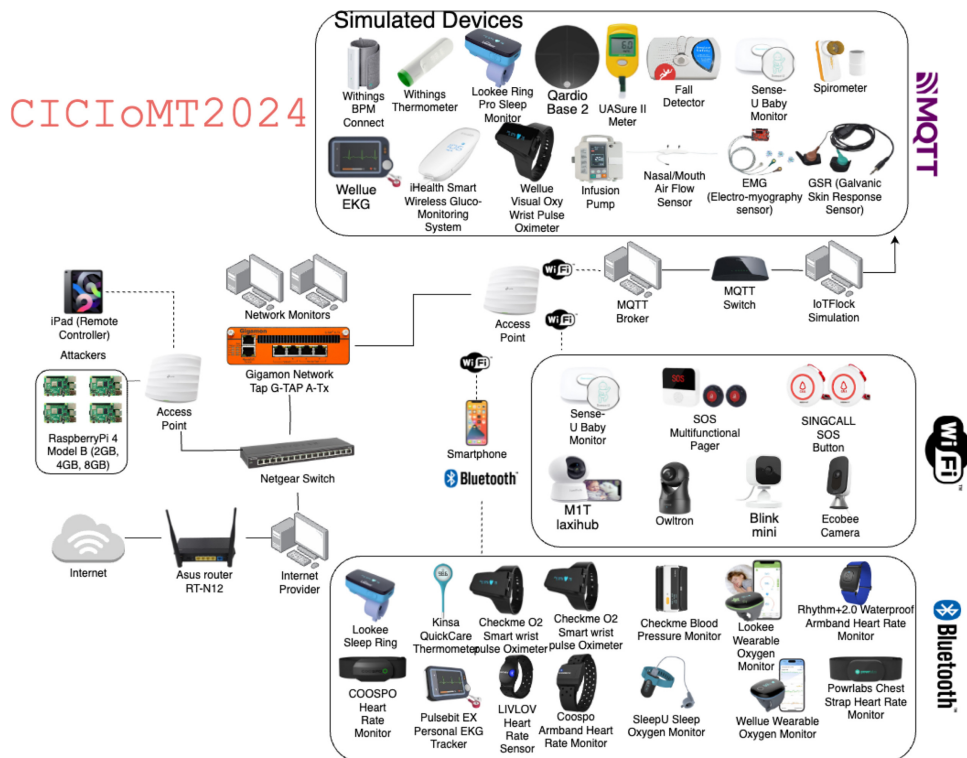 Simulated Devices
CICIoMT2024
Withings
BPM
Connect
Withings
Thermometer
Lookee Ring
Pro Sleep
Monitor
Qardio
Base 2
UASure II
Meter
Fall
Detector
Sense-
U Baby
Monitor
Spirometer
Wellue
EKG
iHealth Smart
Wireless Gluco-
Monitoring
System
Wellue
Visual Oxy
Wrist Pulse
Oximeter
Infusion
Pump
Nasal/Mouth
Air Flow
Sensor
EMG
(Electro-myography
sensor)
GSR (Galvanic
Skin Response
Sensor)
MQTT
iPad (Remote
Controller)
Attackers
RaspberryPi 4
Model B (2GB,
4GB, 8GB)
Access
Point
Network Monitors
Gigamon
Gigamon Network
Tap G-TAP A-Tx
Netgear Switch
Internet
Asus router
RT-N12
Internet
Provider
Access
Point
WiFi
WiFi
MQTT
Broker
MQTT
Switch
IoTFlock
Simulation
WiFi
Smartphone
Bluetooth™
Sense-
U Baby
Monitor
SOS
SOS
Multifunctional
Pager
SINGCALL
SOS
Button
M1T
laxihub
Owltron
Blink
mini
Ecobee
Camera
WiFi™
Lookee
Sleep Ring
Kinsa
QuickCare
Thermometer
Checkme O2
Smart wrist
pulse Oximeter
Checkme O2
Smart wrist
pulse Oximeter
Checkme Blood
Pressure Monitor
Lookee
Wearable
Oxygen
Monitor
Rhythm+2.0 Waterproof
Armband Heart Rate
Monitor
COOSPO
Heart
Rate
Monitor
Pulsebit EX
Personal EKG
Tracker
LIVLOV
Heart
Rate
Sensor
Coospo
Armband Heart
Rate Monitor
SleepU Sleep
Oxygen Monitor
Wellue Wearable
Oxygen Monitor
Powrlabs Chest
Strap Heart Rate
Monitor
Bluetooth™